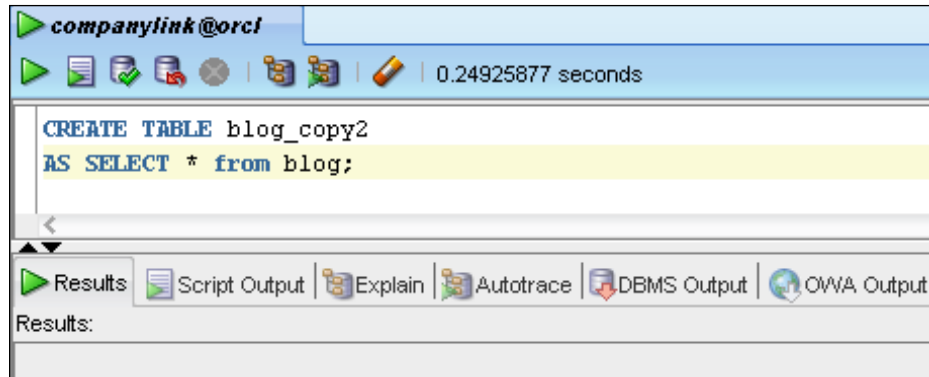 companylink@orcl
0.24925877 seconds
CREATE TABLE blog_copy2
AS SELECT * from blog;
Results Script Output Explain Autotrace DBMS Output OWA Output
Results: